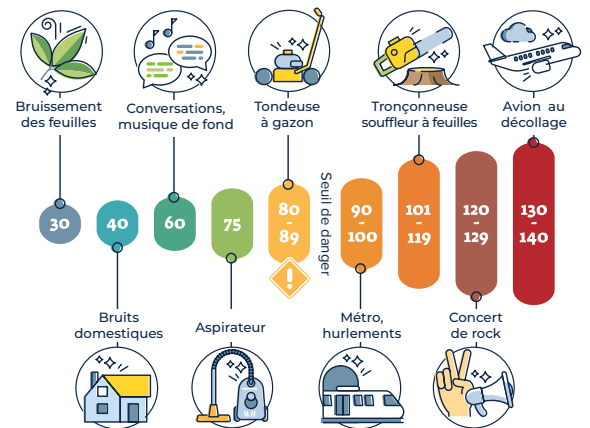 Bruissement
des feuilles
Conversations,
musique de fond
Tondeuse
à gazon
Tronçonneuse
souffleur à feuilles
Avion au
décollage
30
40
60
75
80
-
89
Seuil de danger
90
-
100
101
-
119
120
-
129
130
-
140
!
Bruits
domestiques
Aspirateur
Métro,
hurlements
Concert
de rock